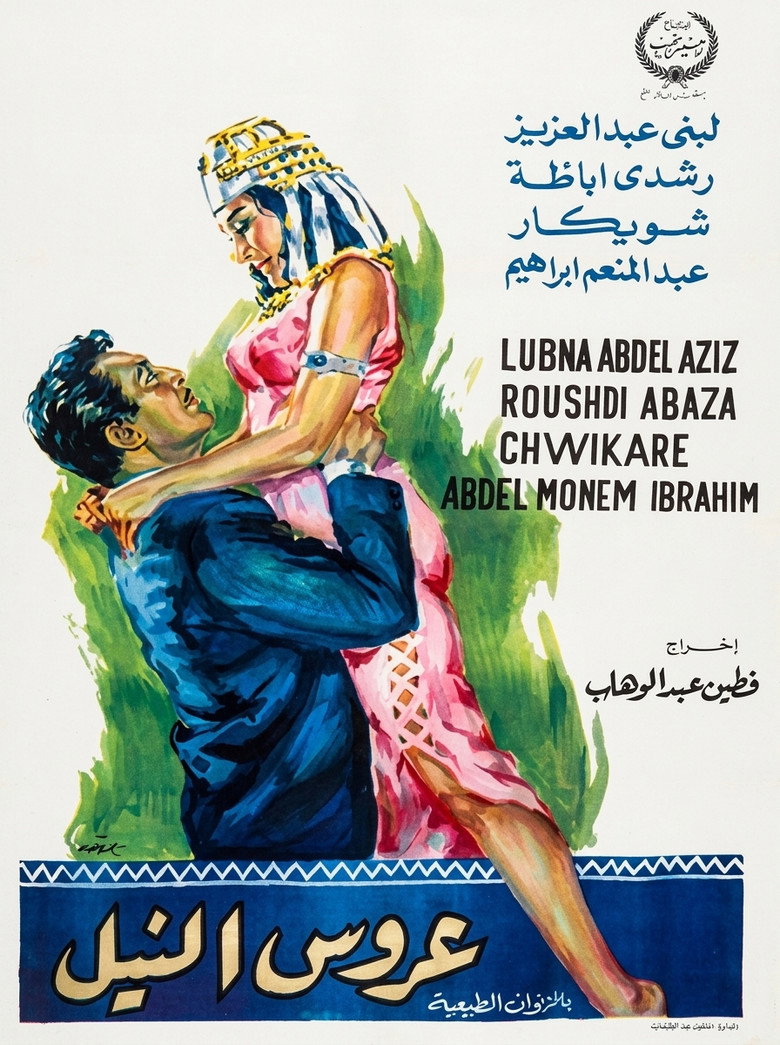 لبنى عبد العزيز
رشدى اباظة
شويكار
عبد المنعم ابراهيم
LUBNA ABDEL AZIZ
ROUSHDI ABAZA
CHWIKARE
ABDEL MONEM IBRAHIM
إخراج
فطين عبد الوهاب
عروس النيل
الطبيعية